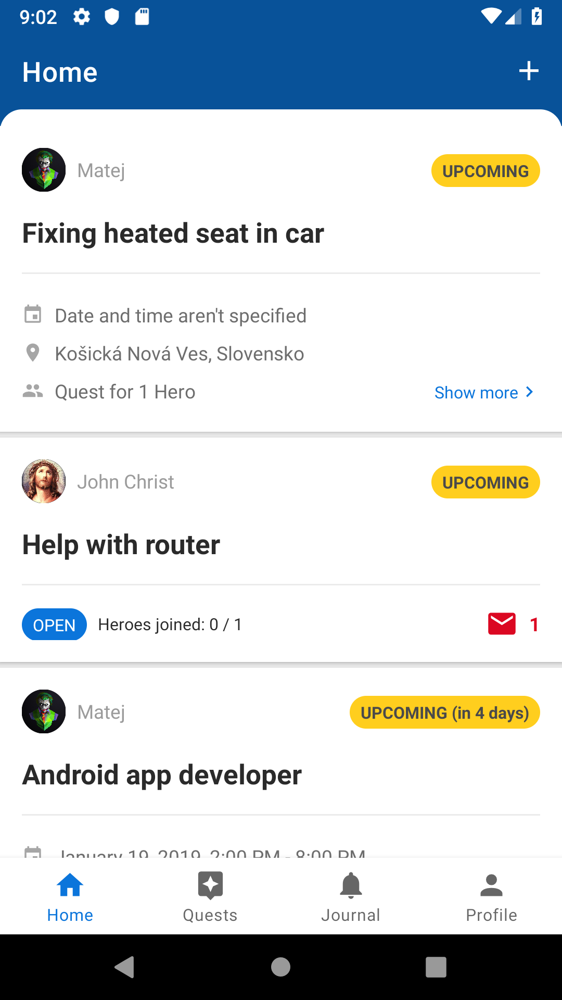 9:02
Home
Matej
UPCOMING
Fixing heated seat in car
Date and time aren't specified
Košická Nová Ves, Slovensko
Quest for 1 Hero
Show more
John Christ
UPCOMING
Help with router
OPEN
Heroes joined: 0 / 1
1
Matej
UPCOMING (in 4 days)
Android app developer
January 19, 2019, 2:00 PM - 8:00 PM
Home
Quests
Journal
Profile